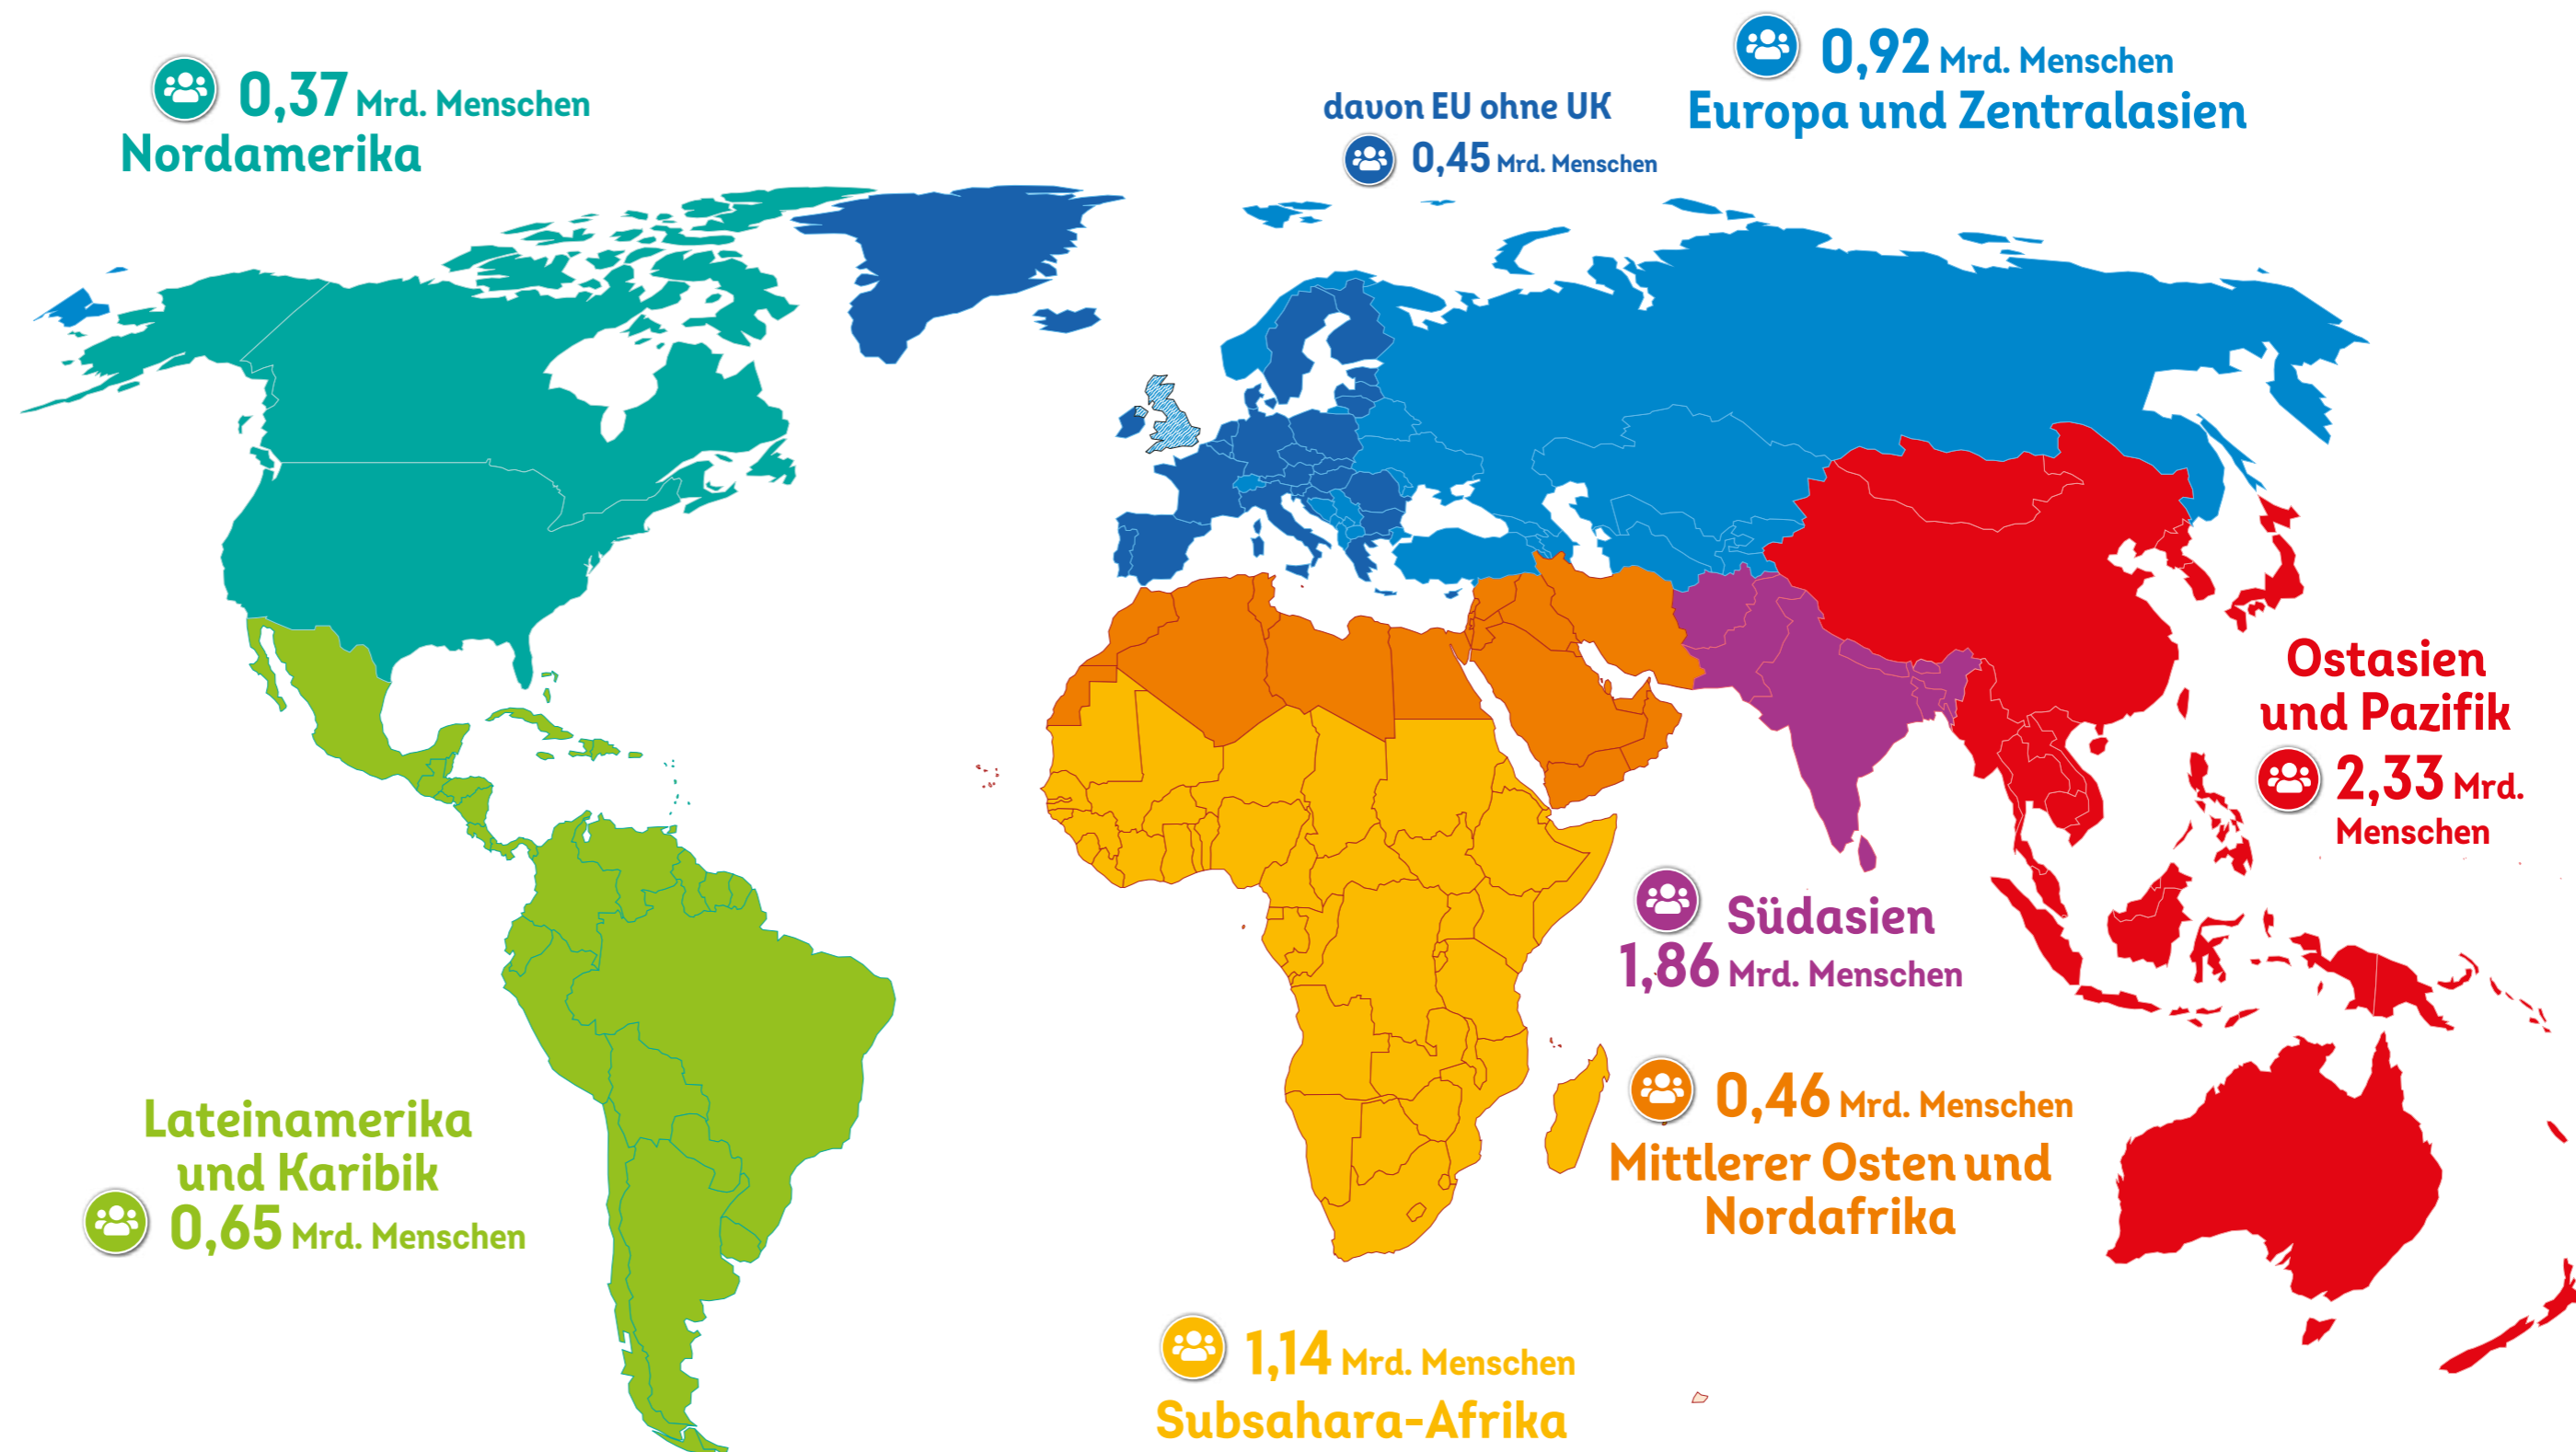 0,37 Mrd. Menschen
Nordamerika
davon EU ohne UK
0,45 Mrd. Menschen
0,92 Mrd. Menschen
Europa und Zentralasien
Ostasien
und Pazifik
2,33 Mrd.
Menschen
Südasien
1,86 Mrd. Menschen
0,46 Mrd. Menschen
Mittlerer Osten und
Nordafrika
Lateinamerika
und Karibik
0,65 Mrd. Menschen
1,14 Mrd. Menschen
Subsahara-Afrika